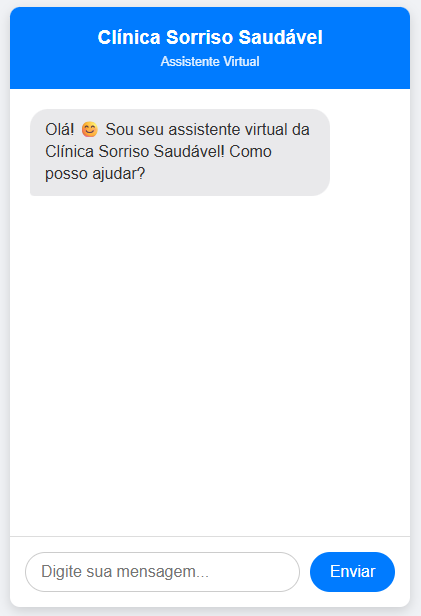 Clínica Sorriso Saudável
Assistente Virtual
Olá! 😊 Sou seu assistente virtual da
Clínica Sorriso Saudável! Como
posso ajudar?
Digite sua mensagem...
Enviar